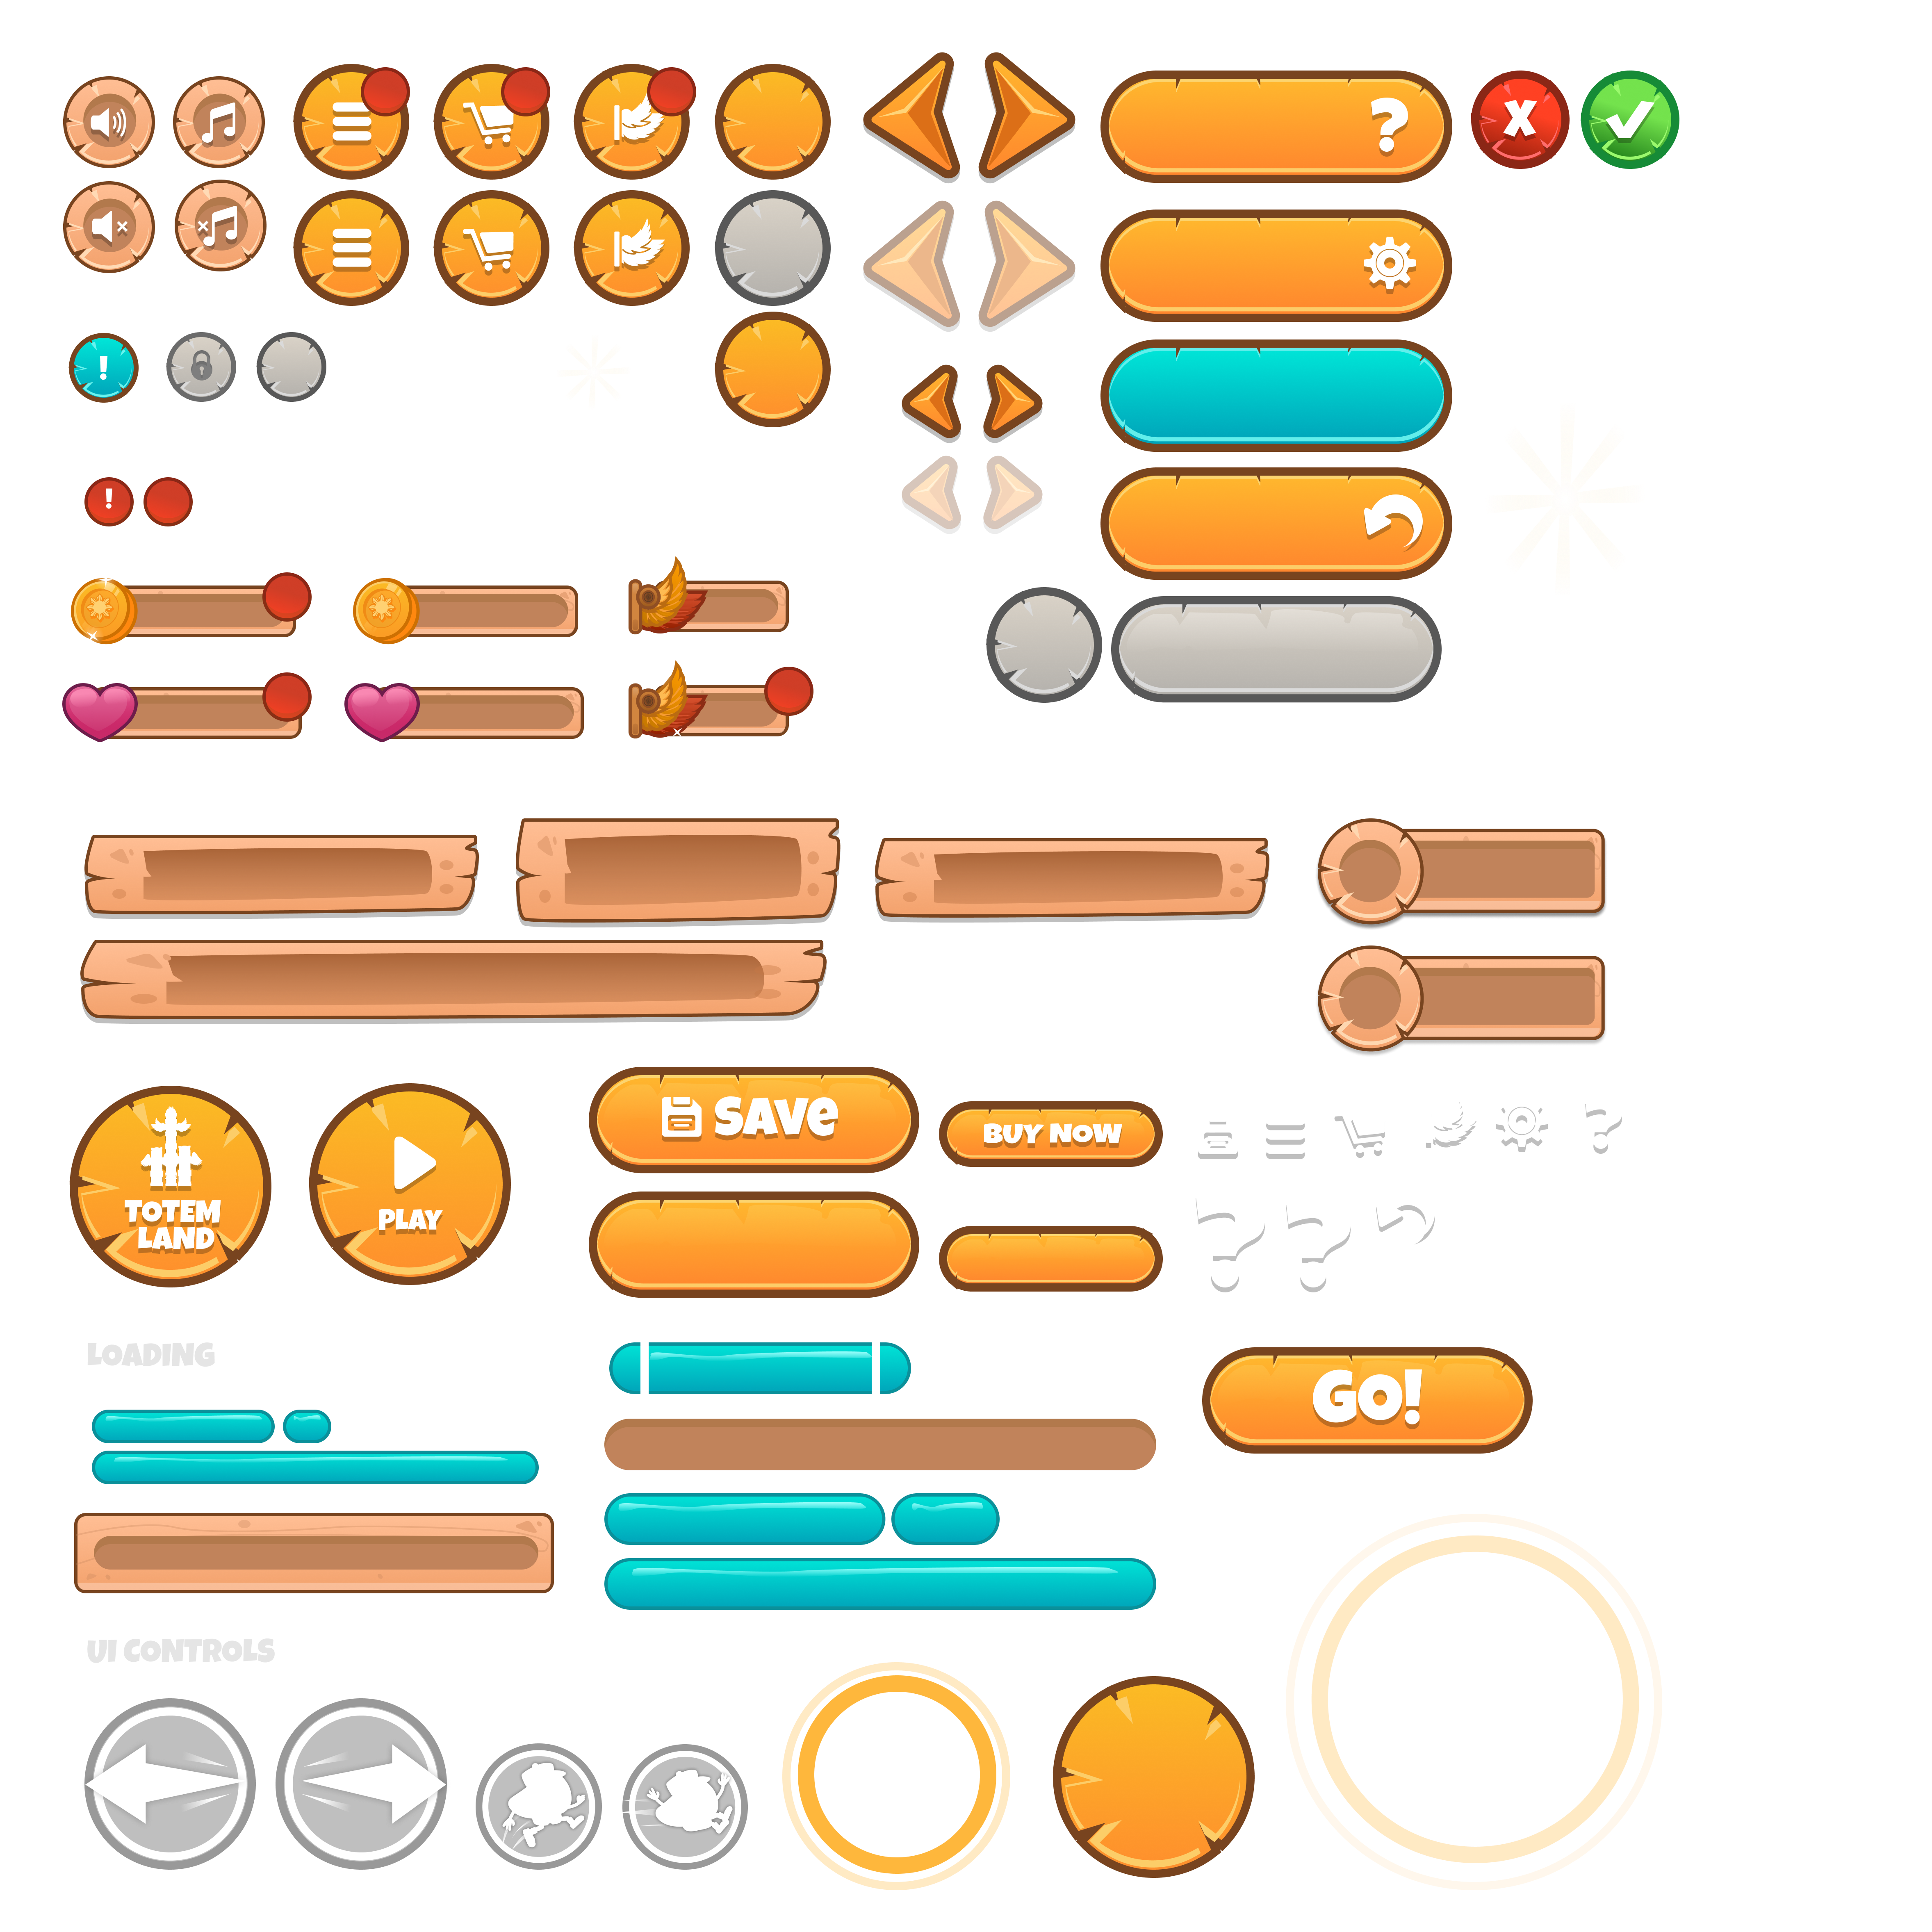 ?
X
!
!
SAVe
BUY NOW
TOTEM
LAND
PLAY
LOADING
GO!
UI CONTROLS